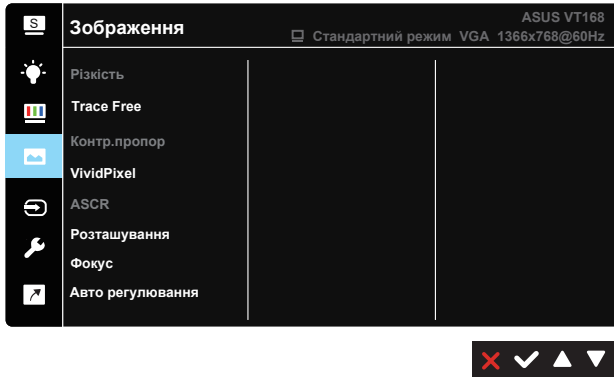 S
Зображення
ASUS VT168
Стандартний режим VGA 1366x768@60Hz
Різкість
Trace Free
Контр.пропор
VividPixel
ASCR
Розташування
Фокус
Авто регулювання